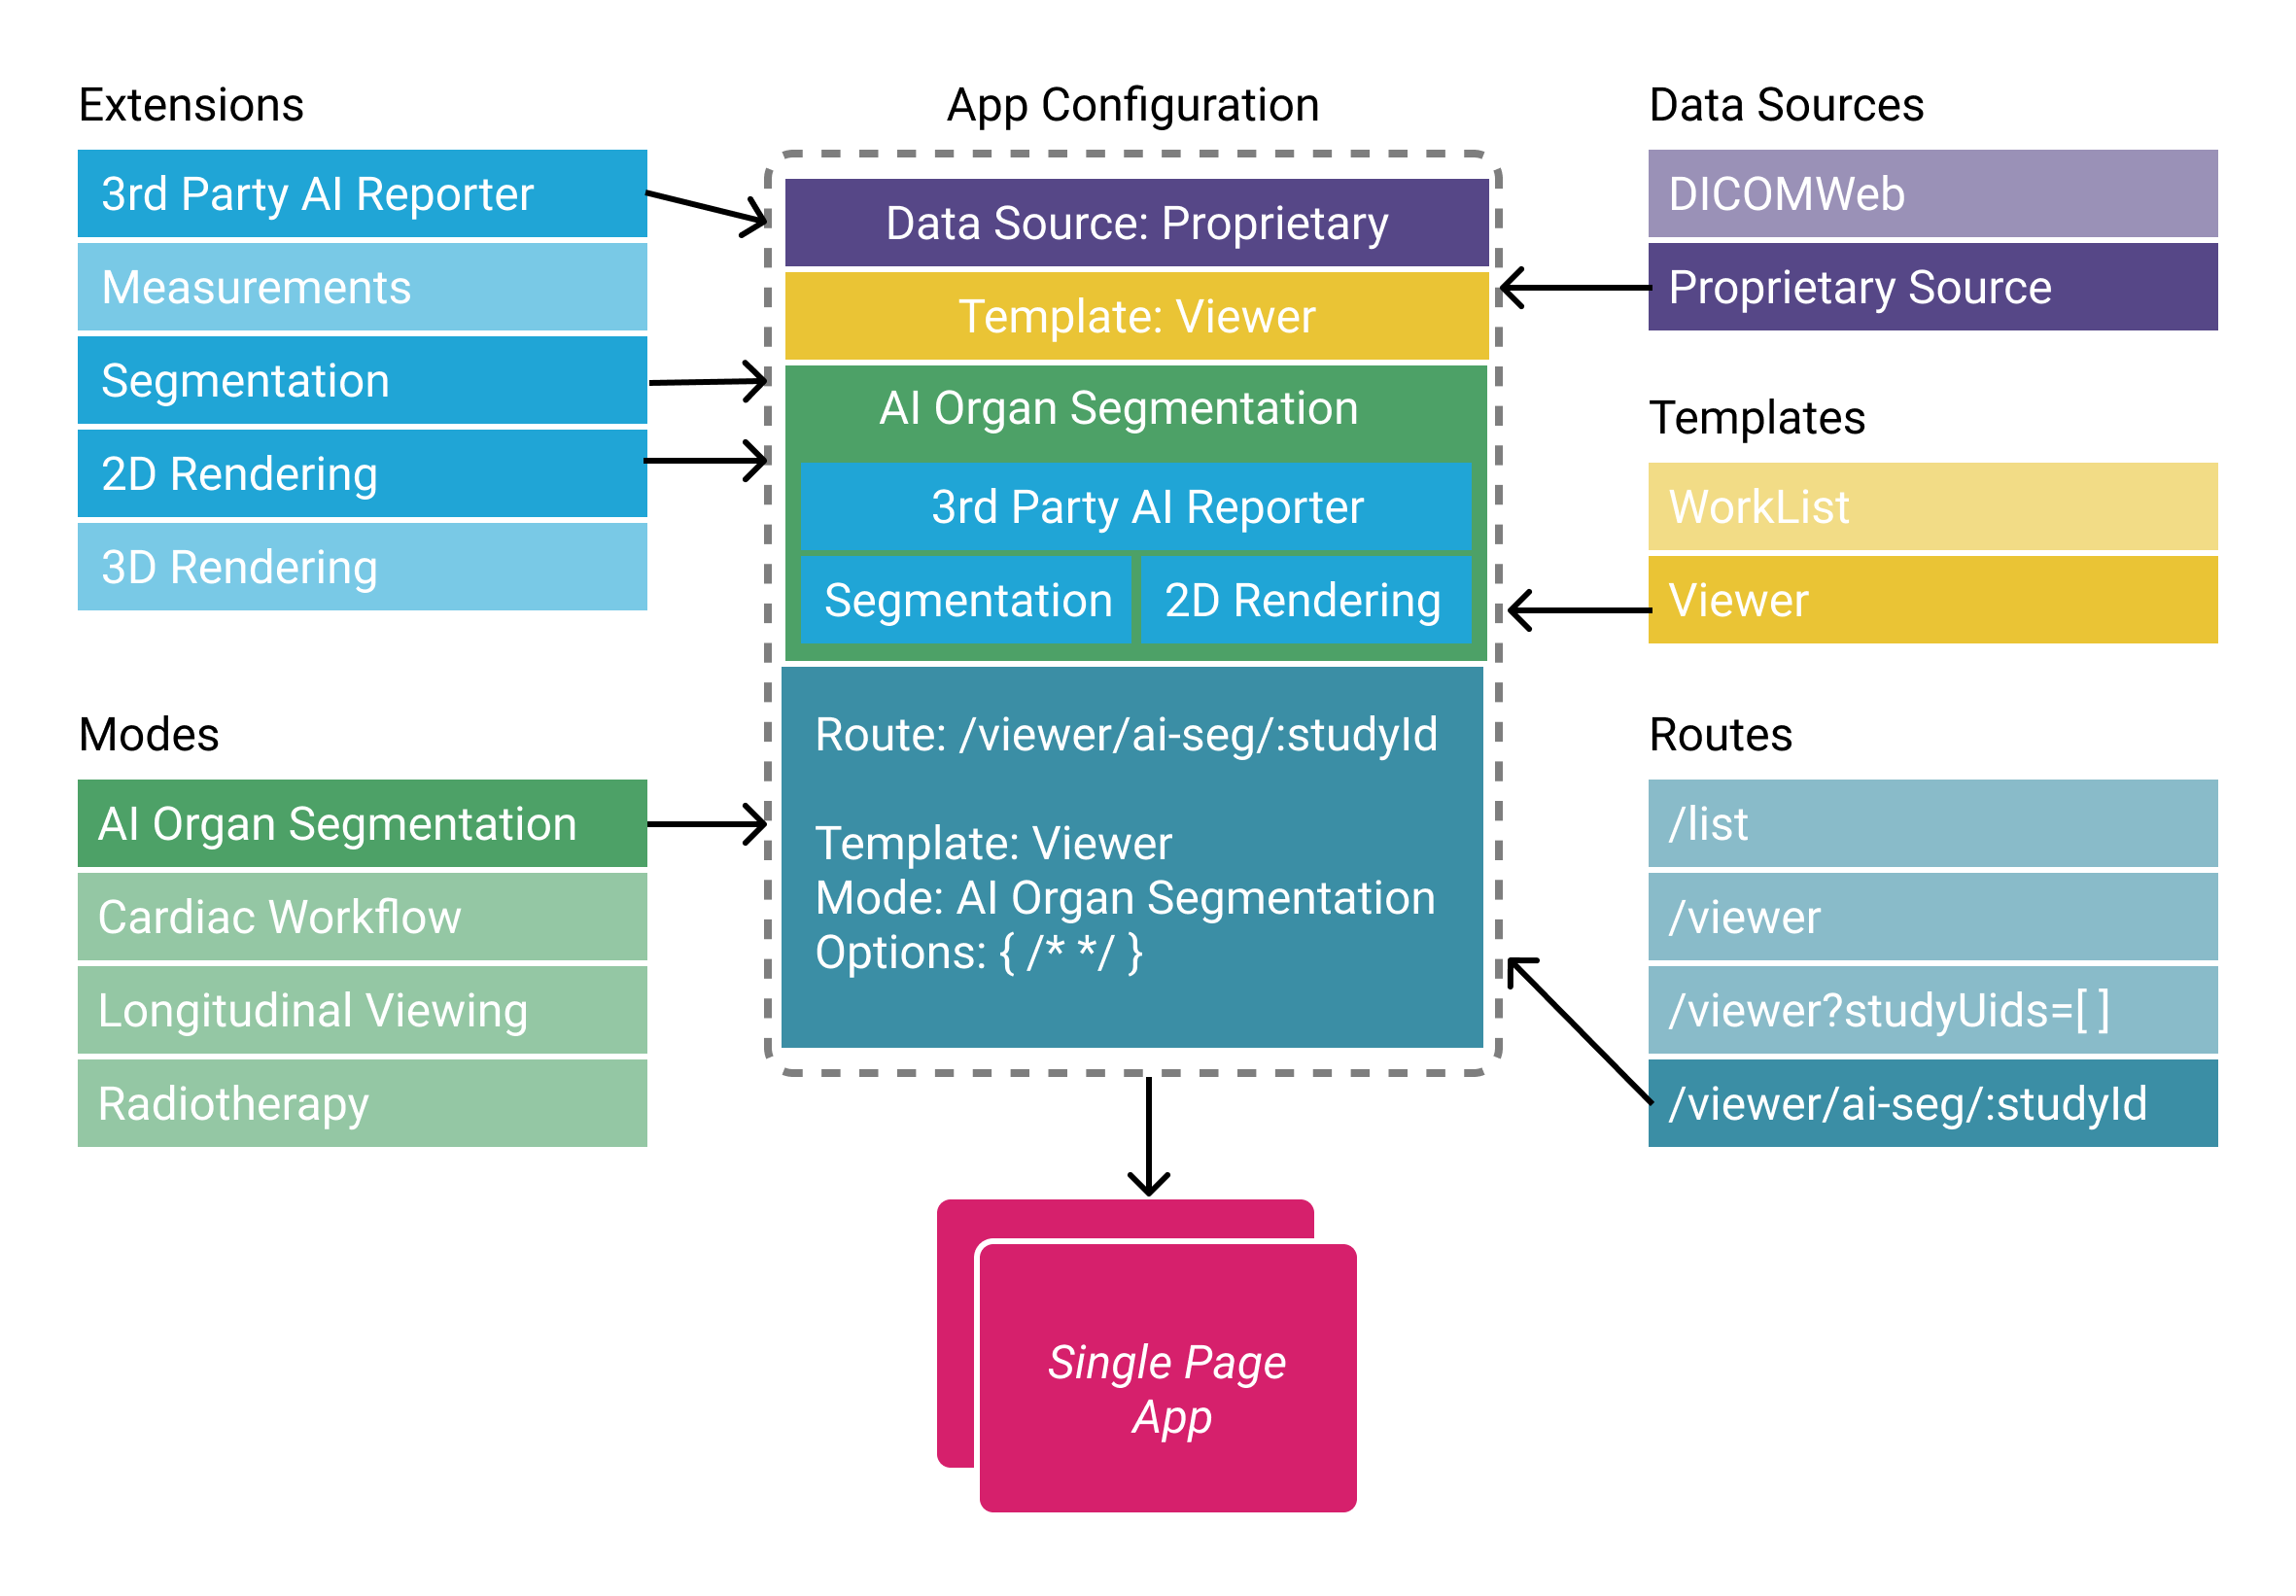 Extensions
3rd Party AI Reporter
Measurements
Segmentation
2D Rendering
3D Rendering
Modes
AI Organ Segmentation
Cardiac Workflow
Longitudinal Viewing
Radiotherapy
App Configuration
Data Source: Proprietary
Template: Viewer
AI Organ Segmentation
3rd Party AI Reporter
Segmentation
2D Rendering
Route: /viewer/ai-seg/:studyId
Template: Viewer
Mode: AI Organ Segmentation
Options: { /* */ }
Single Page
App
Data Sources
DICOMWeb
Proprietary Source
Templates
WorkList
Viewer
Routes
/list
/viewer
/viewer?studyUids=[ ]
/viewer/ai-seg/:studyId